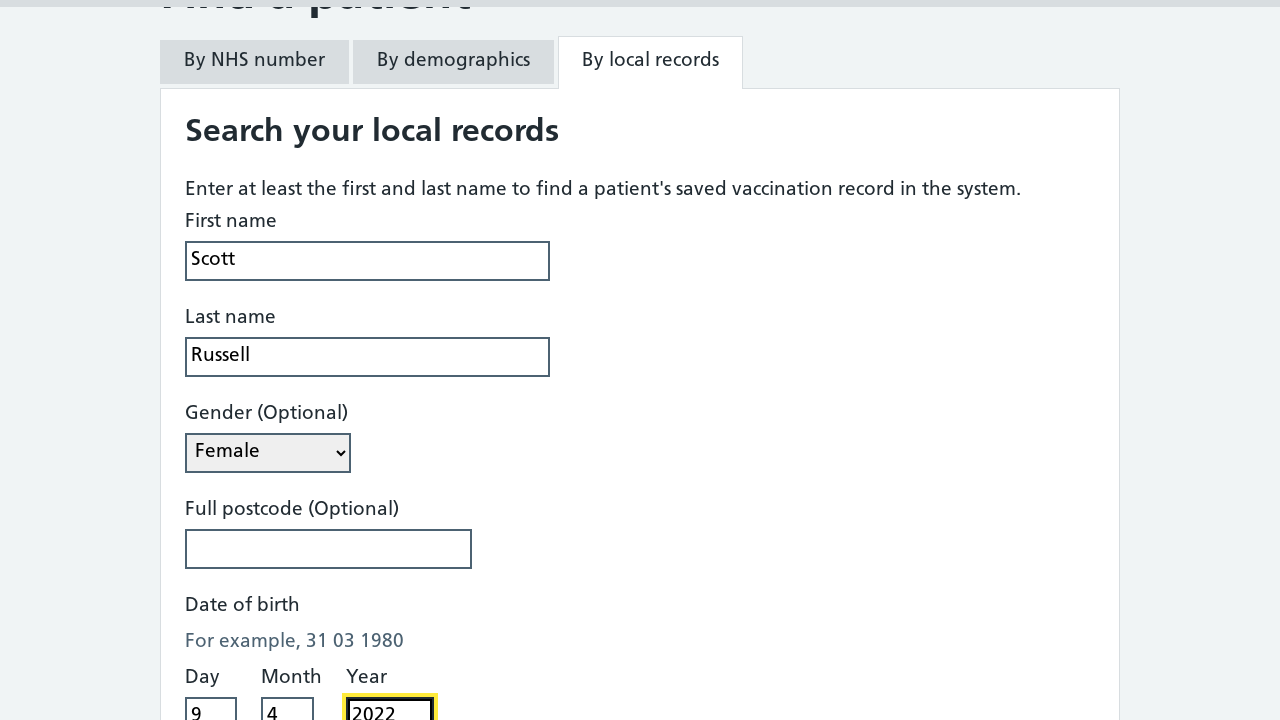 Find a patient
By NHS number
By demographics
By local records
Search your local records
Enter at least the first and last name to find a patient's saved vaccination record in the system.
First name
Scott
Last name
Russell
Gender (Optional)
Female
Full postcode (Optional)
Date of birth
For example, 31 03 1980
Day Month Year
9 4 2022